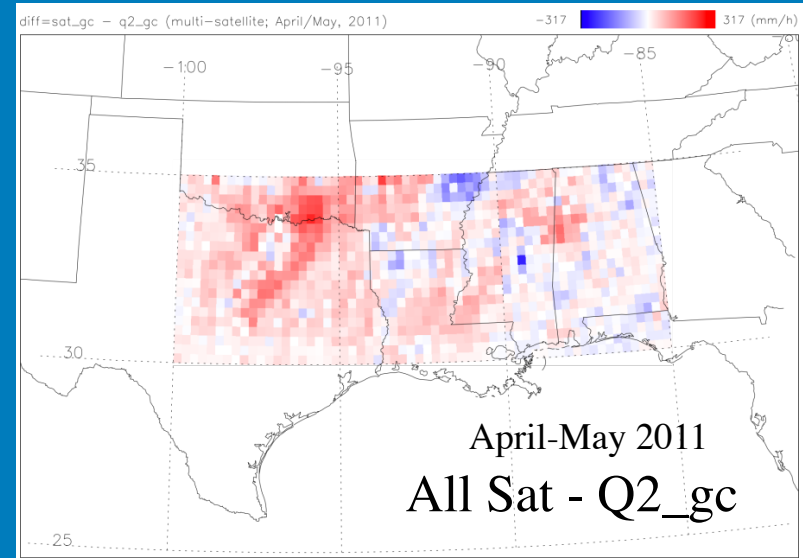 diff=sat_gc - q2_gc (multi-satellite; April/May, 2011) -317 317 (mm/h)
-100 -95 -90 -85
35
30
25
April-May 2011
All Sat - Q2_gc